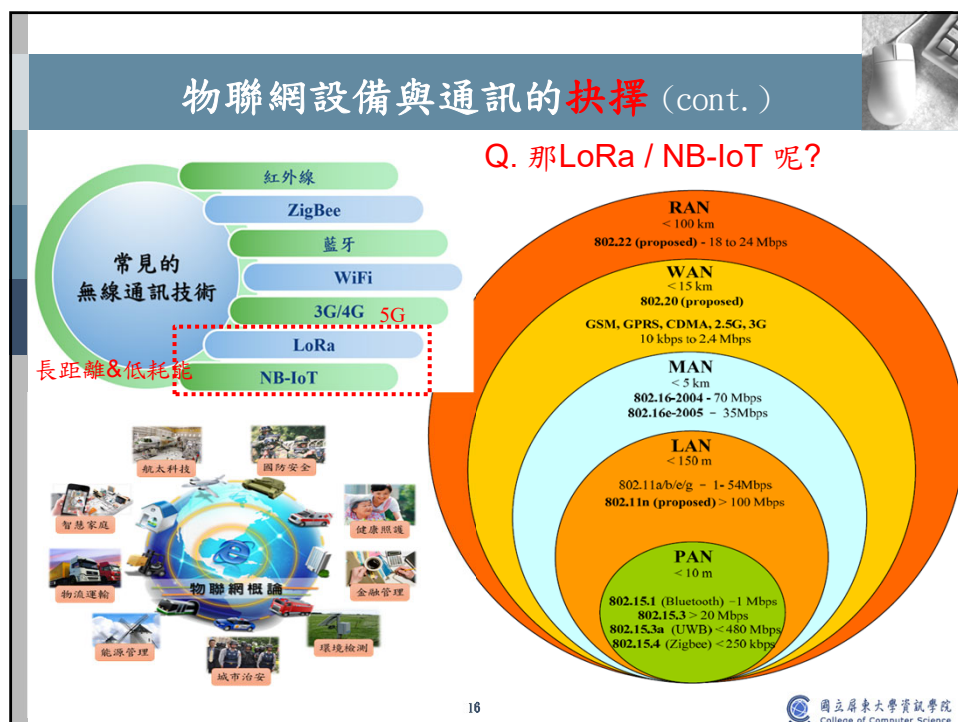 物聯網設備與通訊的抉擇(cont.)
Q. 那LoRa / NB-IoT 呢?
常見的
無線通訊技術
紅外線
ZigBee
藍牙
WiFi
3G/4G 5G
LoRa
NB-IoT
長距離&低耗能
RAN
< 100 km
802.22 (proposed) - 18 to 24 Mbps
WAN
< 15 km
802.20 (proposed)
GSM, GPRS, CDMA, 2.5G, 3G
10 kbps to 2.4 Mbps
MAN
< 5 km
802.16-2004 - 70 Mbps
802.16e-2005 - 35Mbps
LAN
< 150 m
802.11a/b/e/g - 1- 54Mbps
802.11n (proposed) > 100 Mbps
PAN
< 10 m
802.15.1 (Bluetooth) -1 Mbps
802.15.3 > 20 Mbps
802.15.3a (UWB) < 480 Mbps
802.15.4 (Zigbee) < 250 kbps
航太科技
國防安全
智慧家庭
健康照護
物流運輸
物聯網概論
金融管理
能源管理
環境檢測
城市治安
16
國立屏東大學資訊學院
College of Computer Science